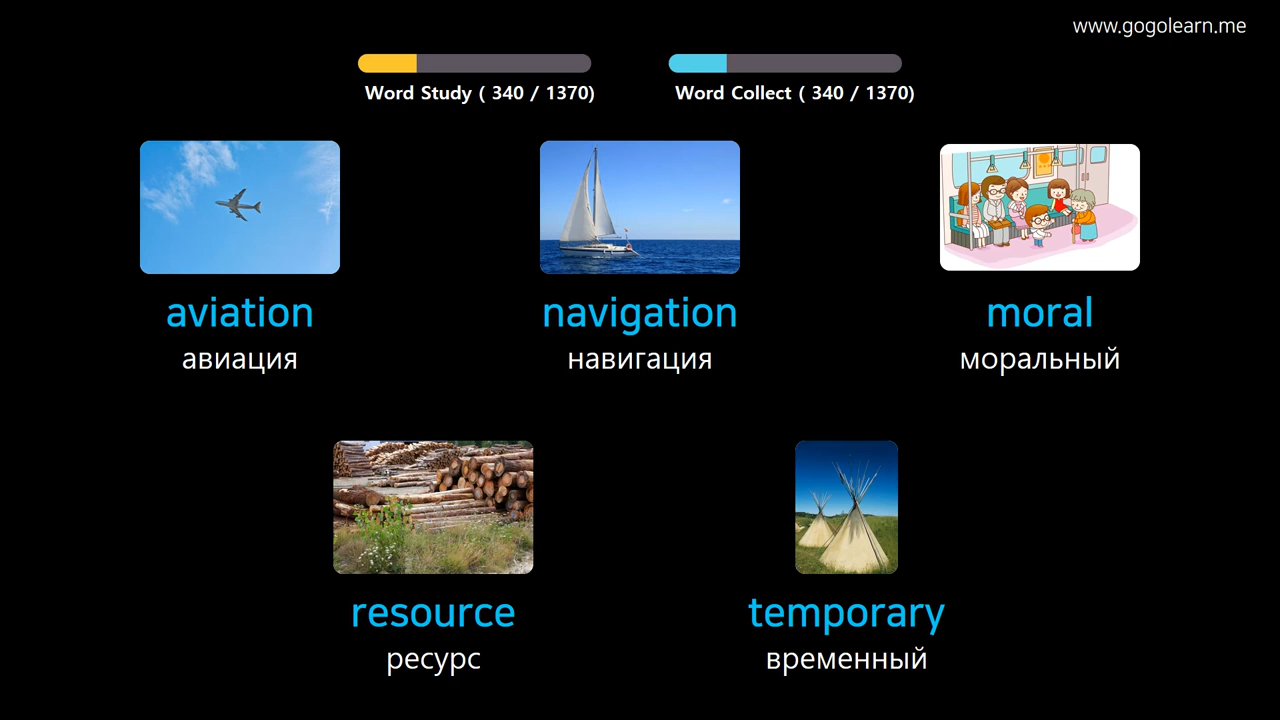 www.gogolearn.me
Word Study ( 340 / 1370)
Word Collect ( 340 / 1370)
aviation
авиация
navigation
навигация
moral
моральный
resource
ресурс
temporary
временный